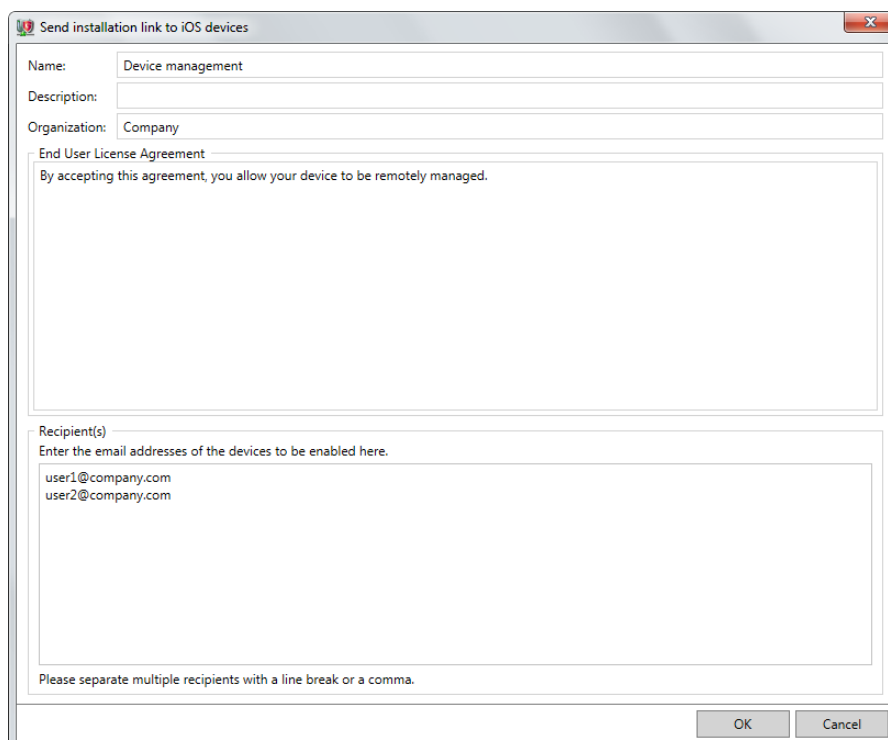 Send installation link to iOS devices
Name: Device management
Description:
Organization: Company
End User License Agreement
By accepting this agreement, you allow your device to be remotely managed.
Recipient(s)
Enter the email addresses of the devices to be enabled here.
user1@company.com
user2@company.com
Please separate multiple recipients with a line break or a comma.
OK Cancel